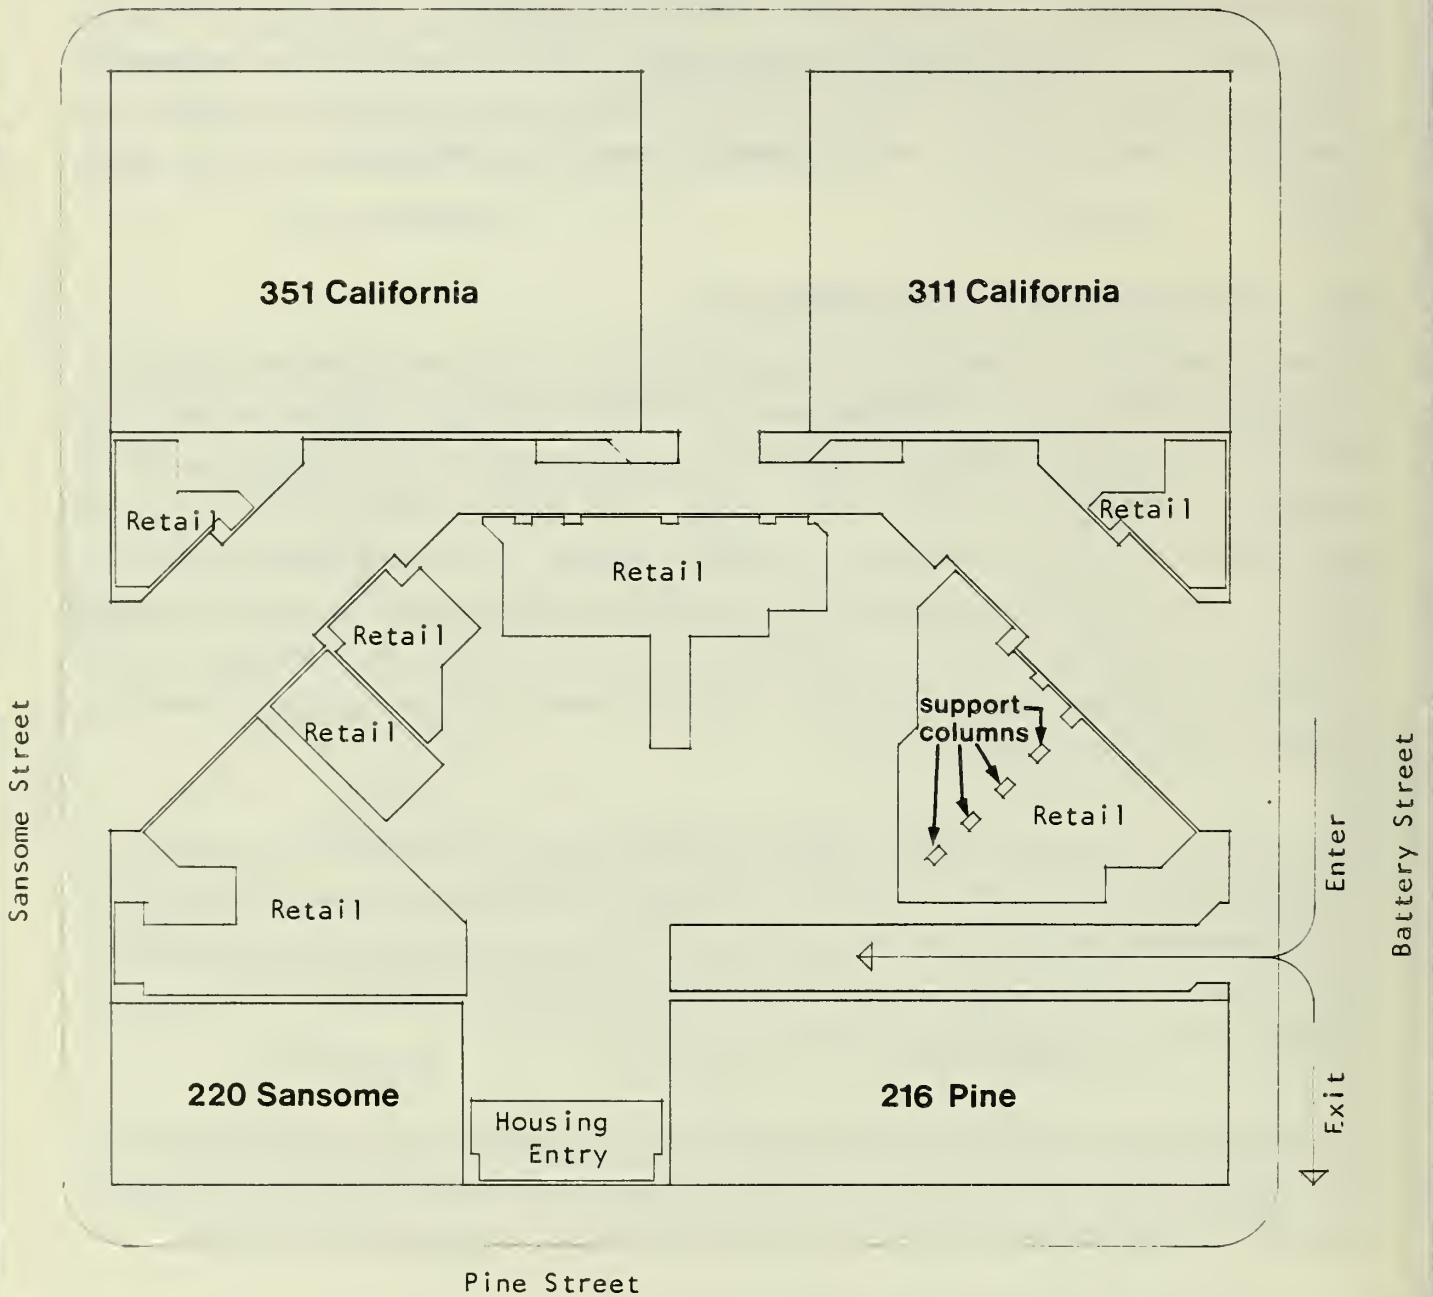 351 California
311 California
Retail
Retail
Retail
Retail
Retail
support
columns
Retail
Retail
Sansome Street
Battery Street
Enter
Exit
220 Sansome
216 Pine
Housing
Entry
Pine Street